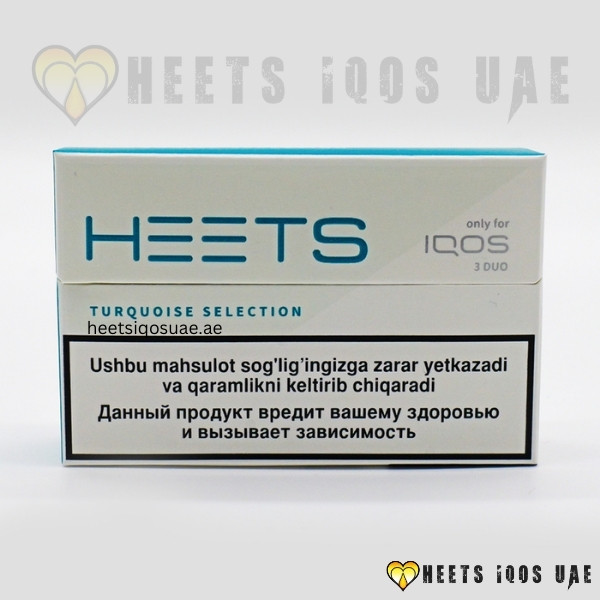 HEETS iQOS UAE
HEETS
only for
IQOS
3 DUO
TURQUOISE SELECTION
heetsiqosuae.ae
Ushbu mahsulot sog'lig'ingizga zarar yetkazadi
va qaramlikni keltirib chiqaradi
Данный продукт вредит вашему здоровью
и вызывает зависимость
HEETS iQOS UAE